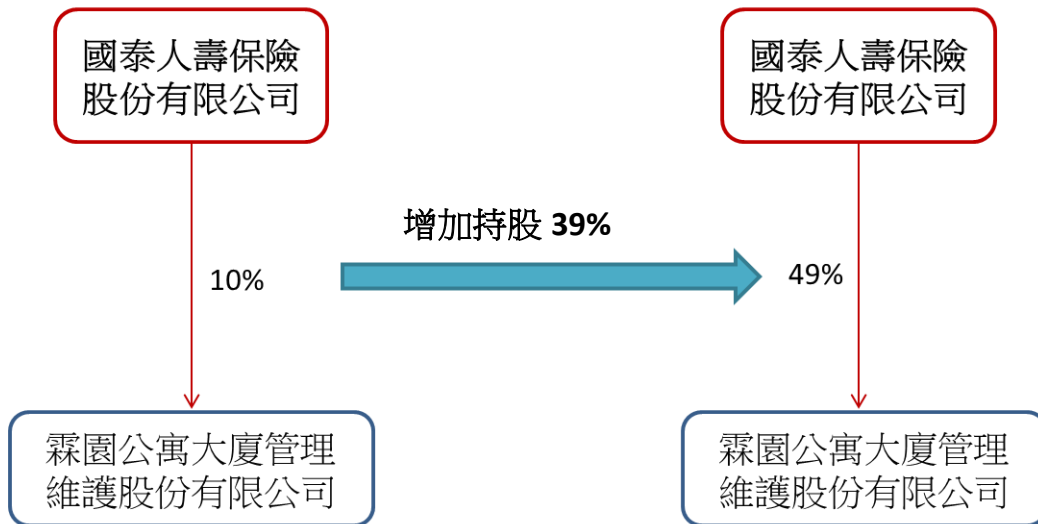 國泰人壽保險
股份有限公司
國泰人壽保險
股份有限公司
增加持股 39%
10%
49%
霖園公寓大廈管理
維護股份有限公司
霖園公寓大廈管理
維護股份有限公司